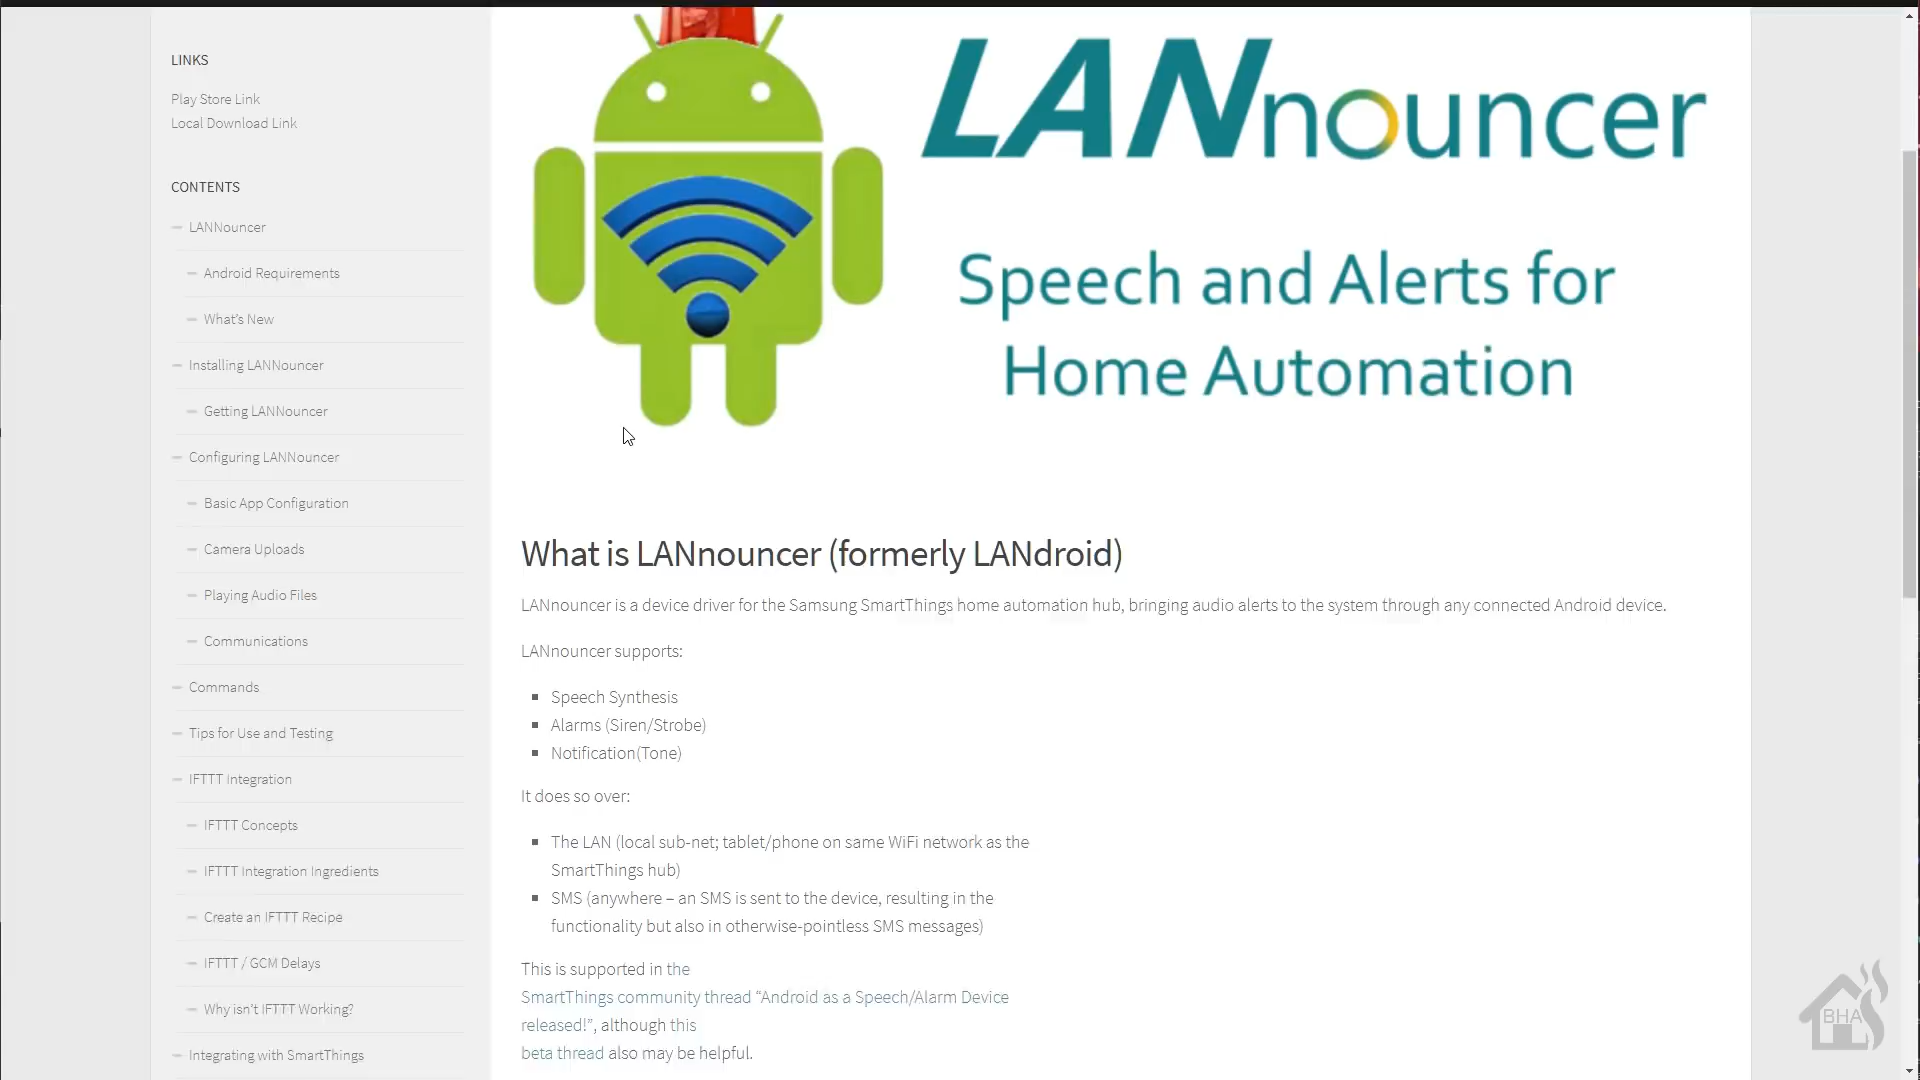 LINKS
Play Store Link
Local Download Link
CONTENTS
LANNouncer
Android Requirements
What's New
Installing LANNouncer
Getting LANNouncer
Configuring LANNouncer
Basic App Configuration
Camera Uploads
Playing Audio Files
Communications
Commands
Tips for Use and Testing
IFTTT Integration
IFTTT Concepts
IFTTT Integration Ingredients
Create an IFTTT Recipe
IFTTT / GCM Delays
Why isn't IFTTT Working?
Integrating with SmartThings
LANnouncer
Speech and Alerts for
Home Automation
What is LANnouncer (formerly LANdroid)
LANnouncer is a device driver for the Samsung SmartThings home automation hub, bringing audio alerts to the system through any connected Android device.
LANnouncer supports:
Speech Synthesis
Alarms (Siren/Strobe)
Notification(Tone)
It does so over:
The LAN (local sub-net; tablet/phone on same WiFi network as the
SmartThings hub)
SMS (anywhere – an SMS is sent to the device, resulting in the
functionality but also in otherwise-pointless SMS messages)
This is supported in the
SmartThings community thread “Android as a Speech/Alarm Device
released!”, although this
beta thread also may be helpful.
BHA